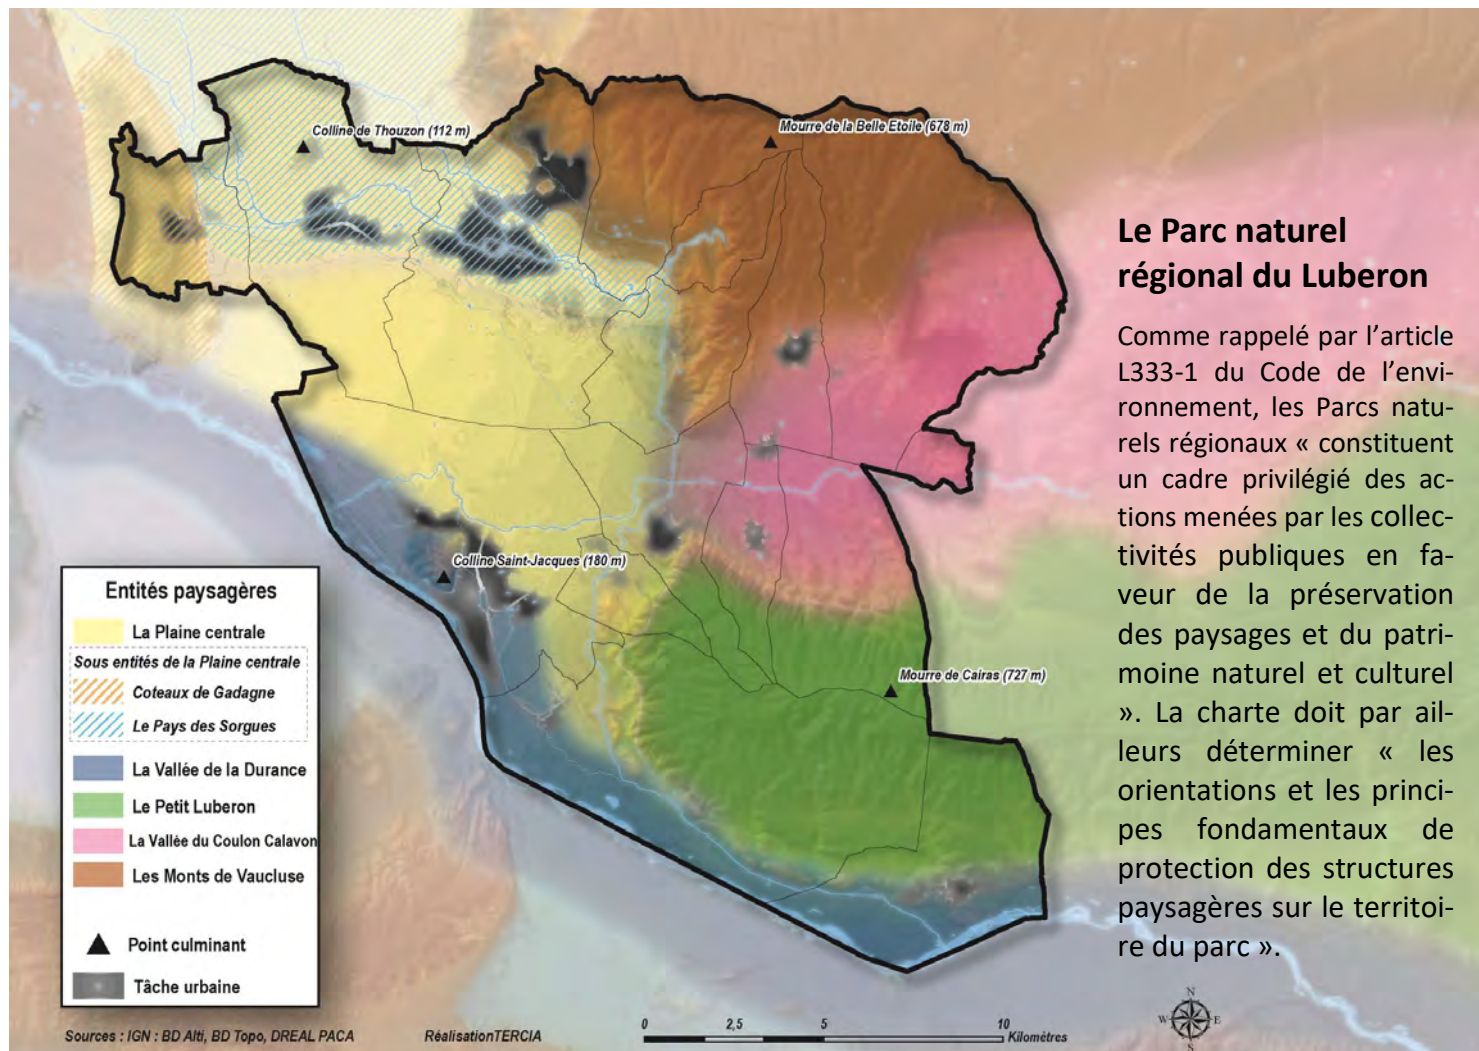 Colline de Thouzon (112 m)
Mourre de la Belle Etoile (678 m)
Colline Saint-Jacques (180 m)
Mourre de Cairas (727 m)
Le Parc naturel
régional du Luberon
Comme rappelé par l'article
L333-1 du Code de l'envi-
ronnement, les Parcs natu-
rels régionaux « constituent
un cadre privilégié des ac-
tions menées par les collec-
tivités publiques en fa-
veur de la préservation
des paysages et du patri-
moine naturel et culturel
». La charte doit par ail-
leurs déterminer « les
orientations et les princi-
pes fondamentaux de
protection des structures
paysagères sur le territoi-
re du parc ».
Entités paysagères
La Plaine centrale
Sous entités de la Plaine centrale
Coteaux de Gadagne
Le Pays des Sorgues
La Vallée de la Durance
Le Petit Luberon
La Vallée du Coulon Calavon
Les Monts de Vaucluse
Point culminant
Tâche urbaine
Sources : IGN : BD Alti, BD Topo, DREAL PACA
RéalisationTERCIA
0 2,5 5 10
Kilomètres
N
W E
S